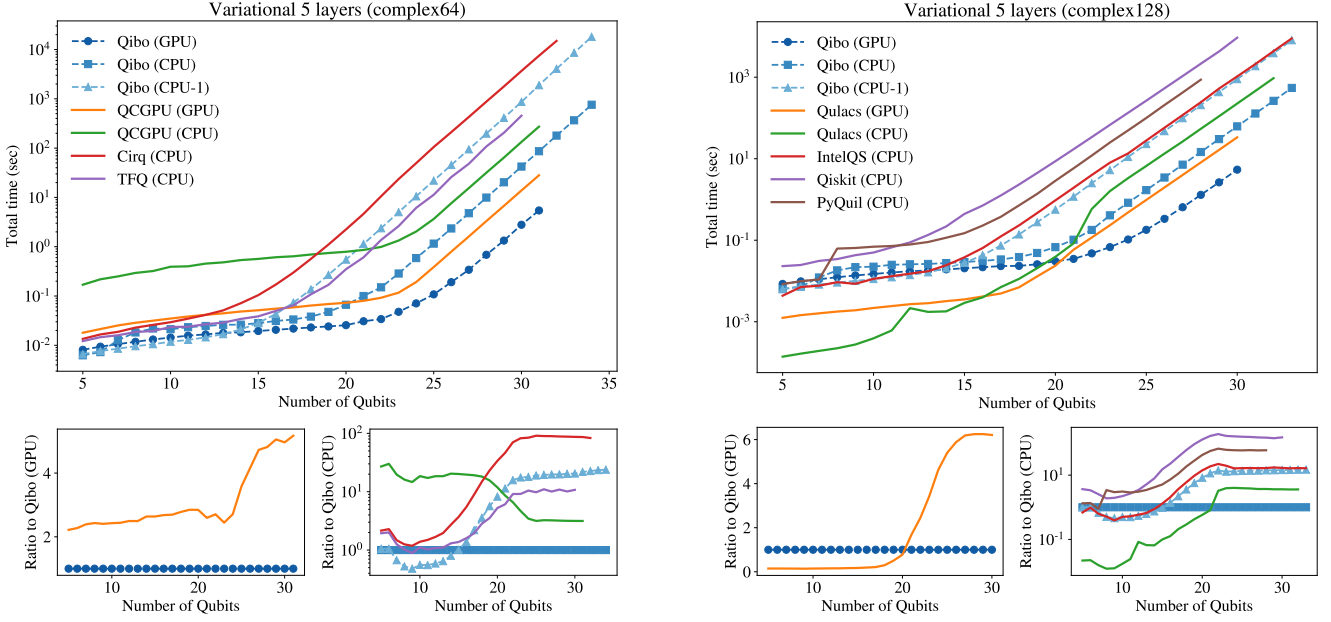 Variational 5 layers (complex64)
Total time (sec)
10^4
10^3
10^2
10^1
10^0
10^-1
10^-2
Qibo (GPU)
Qibo (CPU)
Qibo (CPU-1)
QCGPU (GPU)
QCGPU (CPU)
Cirq (CPU)
TFQ (CPU)
5 10 15 20 25 30 35
Number of Qubits
Ratio to Qibo (GPU)
4
2
10 20 30
Number of Qubits
Ratio to Qibo (CPU)
10^2
10^1
10^0
10 20 30
Number of Qubits
Variational 5 layers (complex128)
Total time (sec)
10^3
10^1
10^-1
10^-3
Qibo (GPU)
Qibo (CPU)
Qibo (CPU-1)
Qulacs (GPU)
Qulacs (CPU)
IntelQS (CPU)
Qiskit (CPU)
PyQuil (CPU)
5 10 15 20 25 30
Number of Qubits
Ratio to Qibo (GPU)
6
4
2
0
10 20 30
Number of Qubits
Ratio to Qibo (CPU)
10^1
10^-1
10 20 30
Number of Qubits